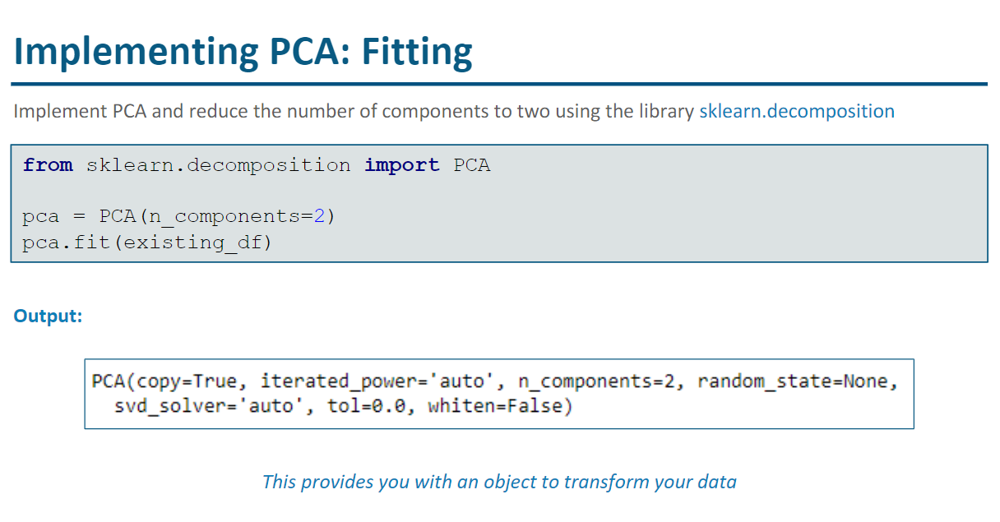 Implementing PCA: Fitting
Implement PCA and reduce the number of components to two using the library sklearn.decomposition
from sklearn.decomposition import PCA
pca = PCA(n_components=2)
pca.fit(existing_df)
Output:
PCA(copy=True, iterated_power='auto', n_components=2, random_state=None,
svd_solver='auto', tol=0.0, whiten=False)
This provides you with an object to transform your data